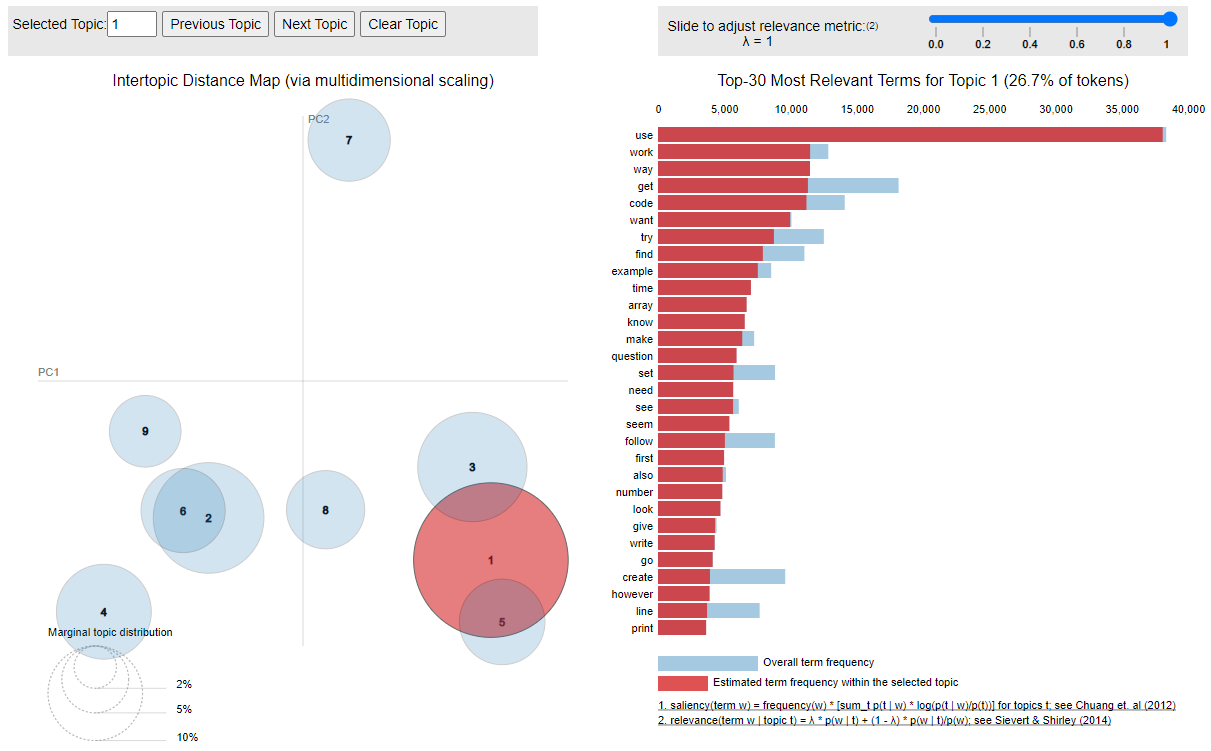 Selected Topic: 1 Previous Topic Next Topic Clear Topic
Slide to adjust relevance metric:(2)
λ = 1
0.0 0.2 0.4 0.6 0.8 1
Intertopic Distance Map (via multidimensional scaling)
PC2
PC1
7
9
3
6
2
8
1
4
5
Marginal topic distribution
2%
5%
10%
Top-30 Most Relevant Terms for Topic 1 (26.7% of tokens)
0 5,000 10,000 15,000 20,000 25,000 30,000 35,000 40,000
use
work
way
get
code
want
try
find
example
time
array
know
make
question
set
need
see
seem
follow
first
also
number
look
give
write
go
create
however
line
print
Overall term frequency
Estimated term frequency within the selected topic
1. saliency(term w) = frequency(w) * [sum_t p(t | w) * log(p(t | w)/p(t))] for topics t; see Chuang et. al (2012)
2. relevance(term w | topic t) = λ * p(w | t) + (1 - λ) * p(w | t)/p(w); see Sievert & Shirley (2014)